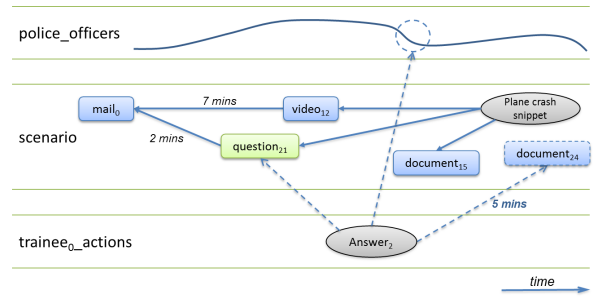 police_officers
mail0
7 mins
video12
Plane crash
snippet
2 mins
scenario
question21
document15
document24
5 mins
trainee0_actions
Answer2
time